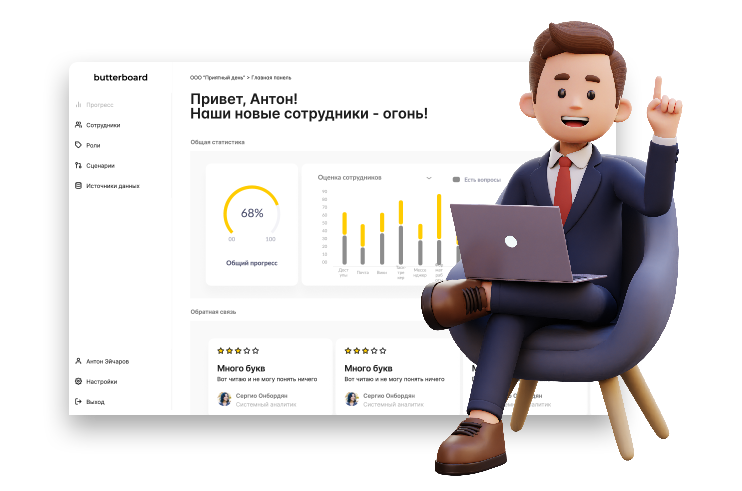 butterboard
ООО "Приятный день" > Главная панель
Привет, Антон!
Наши новые сотрудники - огонь!
Прогресс
Сотрудники
Роли
Сценарии
Источники данных
Общая статистика
68%
00 100
Общий прогресс
Оценка сотрудников
Есть вопросы
90
80
70
60
50
40
30
20
10
00
Обратная связь
Много букв
Вот читаю и не могу понять ничего
Сергио Онбордян
Системный аналитик
Много букв
Вот читаю и не могу понять ничего
Сергио Онбордян
Системный аналитик
Антон Эйчаров
Настройки
Выход